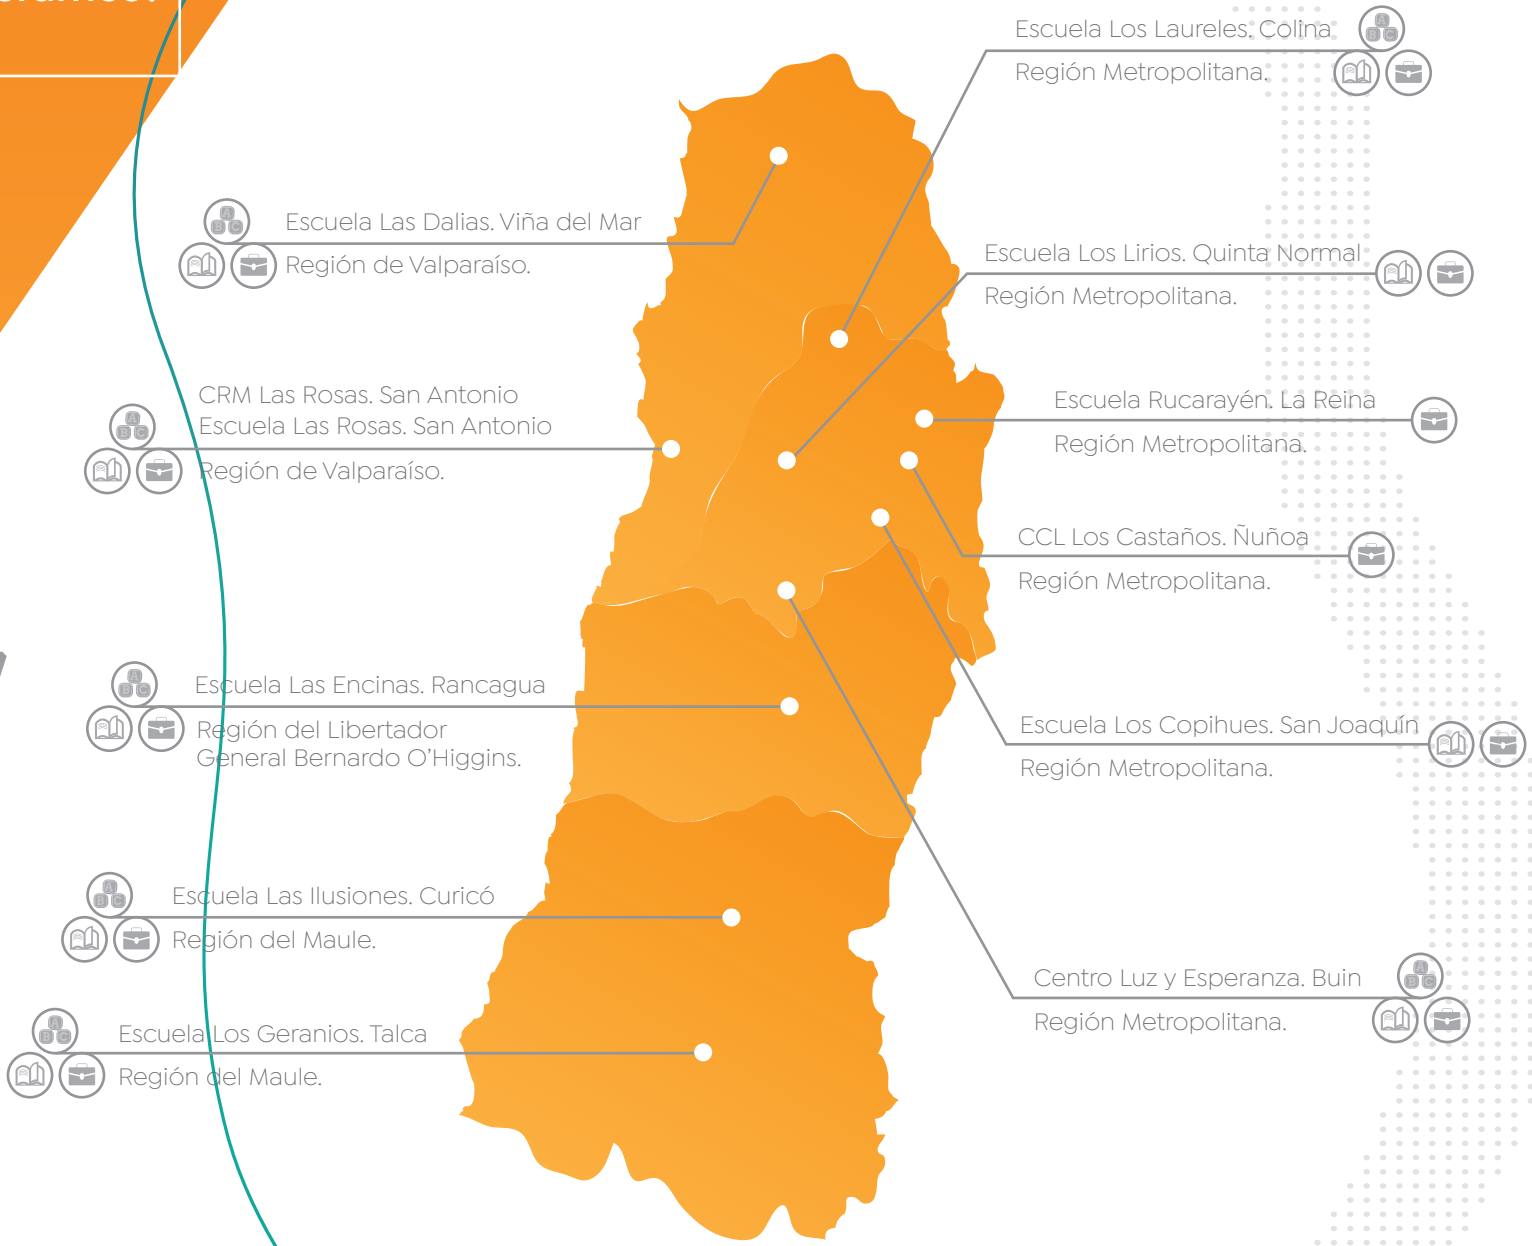 Escuela Los Laureles. Colina
Región Metropolitana.
Escuela Las Dalias. Viña del Mar
Región de Valparaíso.
Escuela Los Lirios. Quinta Normal
Región Metropolitana.
CRM Las Rosas. San Antonio
Escuela Las Rosas. San Antonio
Región de Valparaíso.
Escuela Rucarayén. La Reina
Región Metropolitana.
CCL Los Castaños. Ñuñoa
Región Metropolitana.
Escuela Las Encinas. Rancagua
Región del Libertador
General Bernardo O'Higgins.
Escuela Los Copihues. San Joaquín
Región Metropolitana.
Escuela Las Ilusiones. Curicó
Región del Maule.
Centro Luz y Esperanza. Buin
Región Metropolitana.
Escuela Los Geranios. Talca
Región del Maule.